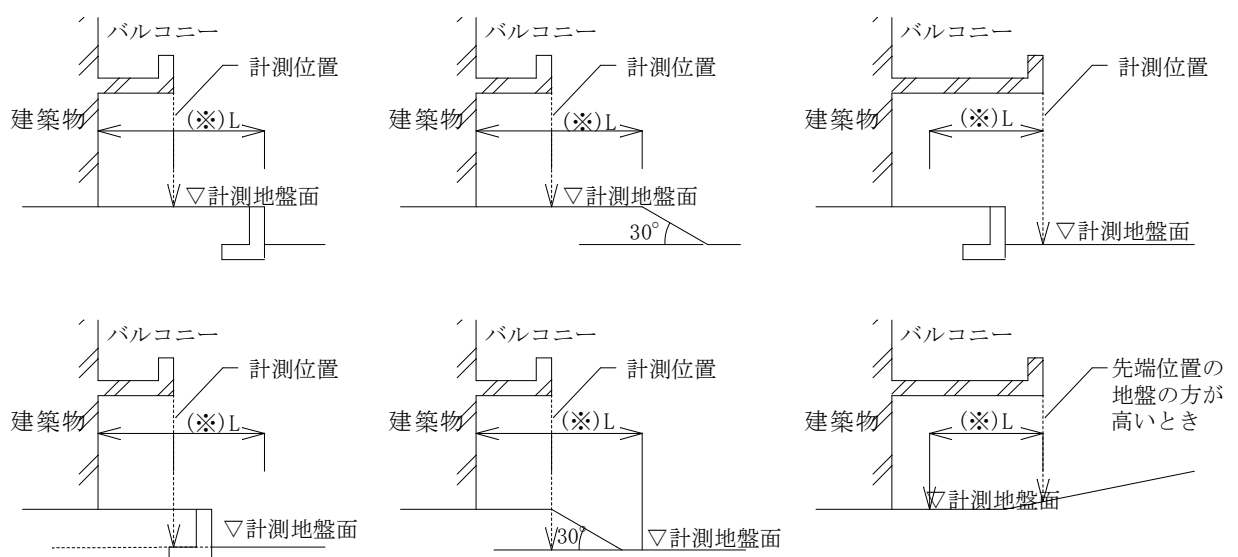 バルコニー
計測位置
建築物
(※)L
▽計測地盤面
バルコニー
計測位置
建築物
(※)L
▽計測地盤面
30°
バルコニー
計測位置
建築物
(※)L
▽計測地盤面
バルコニー
計測位置
建築物
(※)L
▽計測地盤面
バルコニー
計測位置
建築物
(※)L
30°
▽計測地盤面
バルコニー
先端位置の
地盤の方が
高いとき
建築物
(※)L
▽計測地盤面